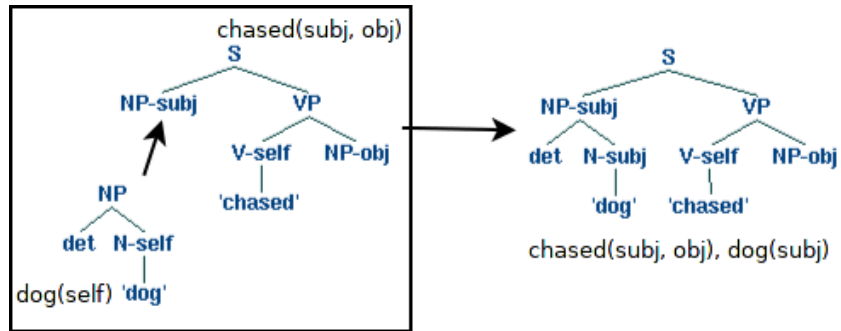 chased(subj, obj)
S
NP-subj VP
V-self NP-obj
'chased'
NP
det N-self
dog(self) 'dog'
S
NP-subj VP
det N-subj V-self NP-obj
'dog' 'chased'
chased(subj, obj), dog(subj)